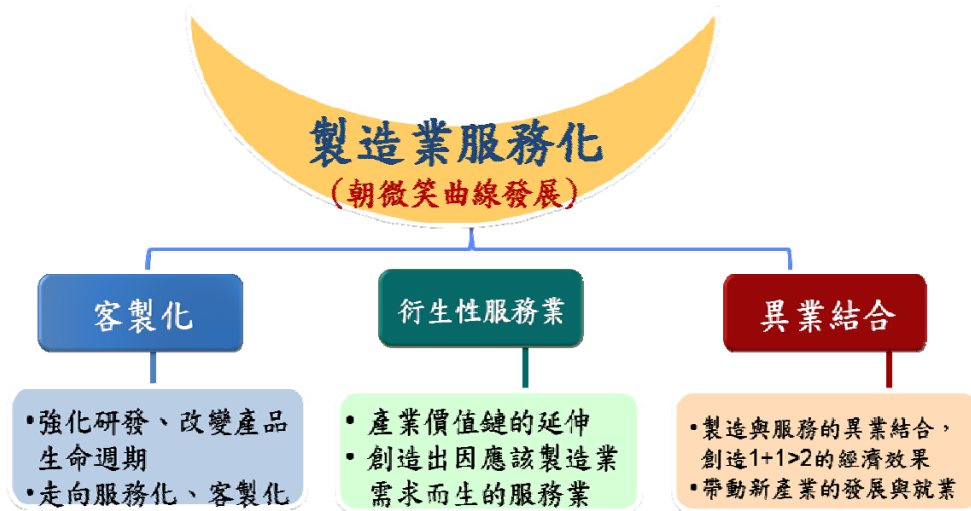 製造業服務化
(朝微笑曲線發展)
客製化
衍生性服務業
異業結合
•強化研發、改變產品
生命週期
•走向服務化、客製化
• 產業價值鏈的延伸
• 創造出因應該製造業
需求而生的服務業
•製造與服務的異業結合，
創造1+1>2的經濟效果
•帶動新產業的發展與就業